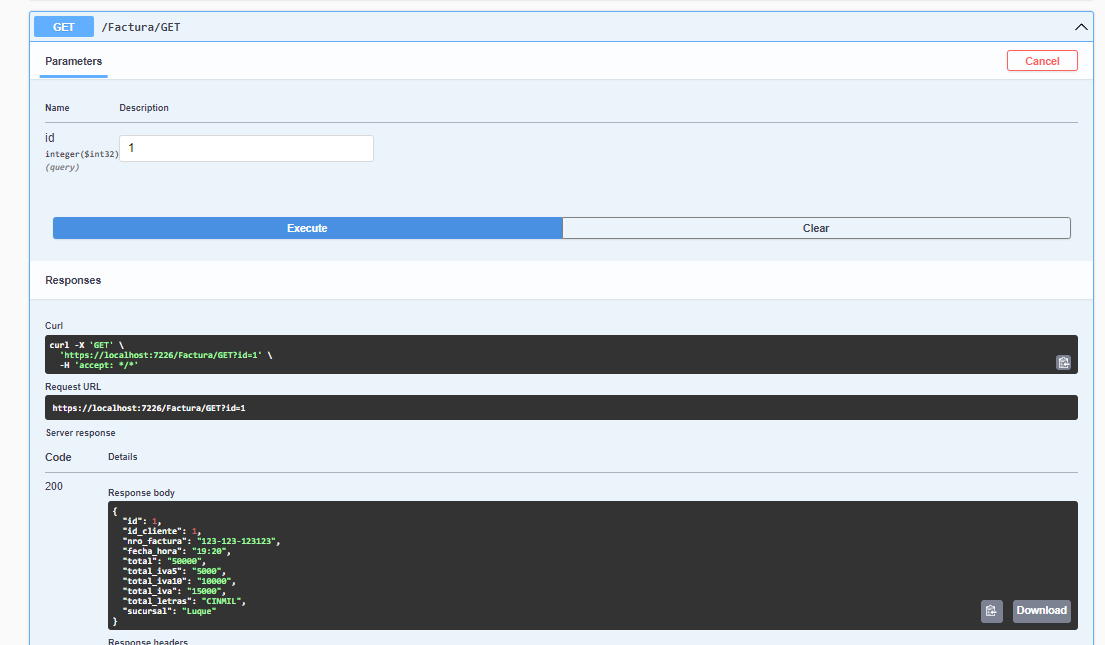 GET /Factura/GET
Parameters
Cancel
Name Description
id
integer($int32)
(query)
1
Execute Clear
Responses
Curl
curl -X 'GET' \
'https://localhost:7226/Factura/GET?id=1' \
-H 'accept: */*'
Request URL
https://localhost:7226/Factura/GET?id=1
Server response
Code Details
200
Response body
{
"id": 1,
"id_cliente": 1,
"nro_factura": "123-123-123123",
"fecha_hora": "19:20",
"total": "50000",
"total_iva5": "5000",
"total_iva10": "10000",
"total_iva": "15000",
"total_letras": "CINMIL",
"sucursal": "Luque"
}
Download
Response headers